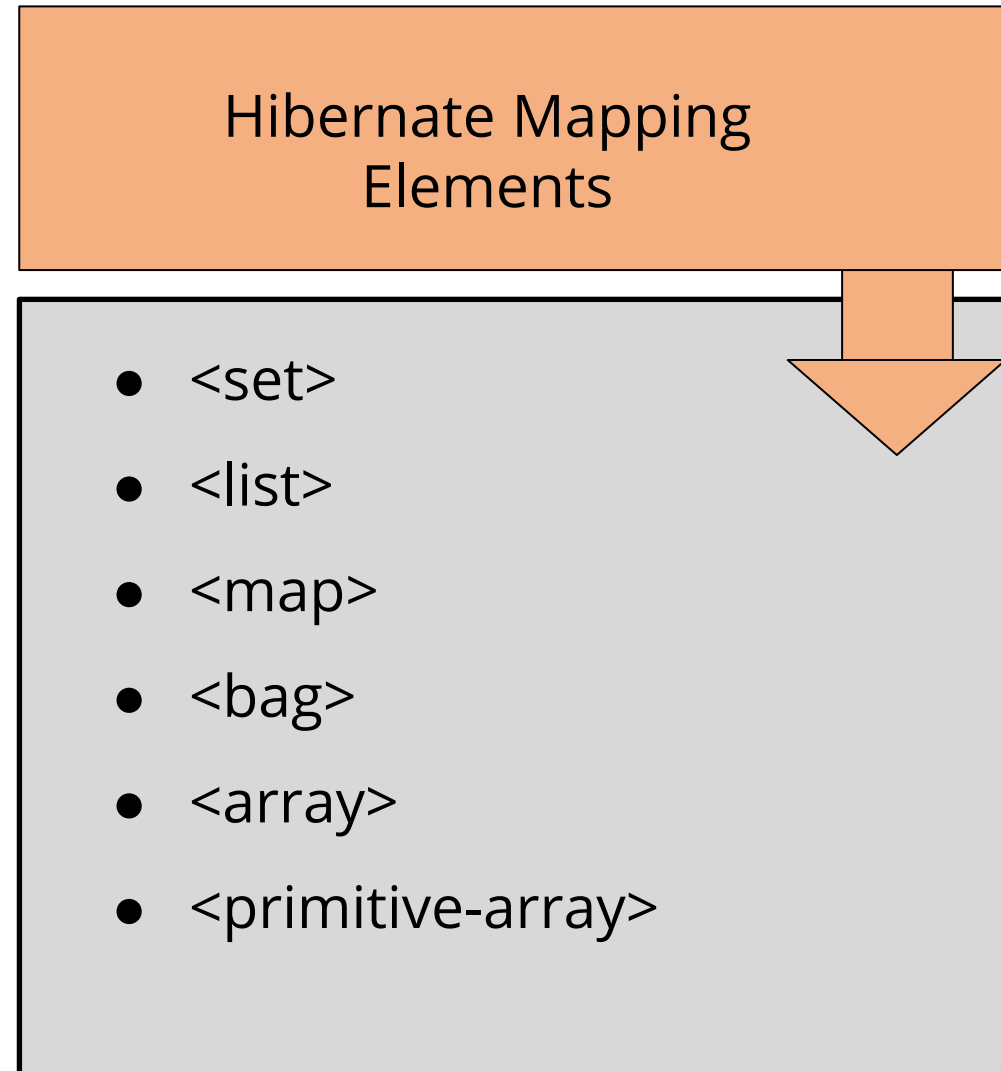 Hibernate Mapping
Elements
● <set>
● <list>
● <map>
● <bag>
● <array>
● <primitive-array>